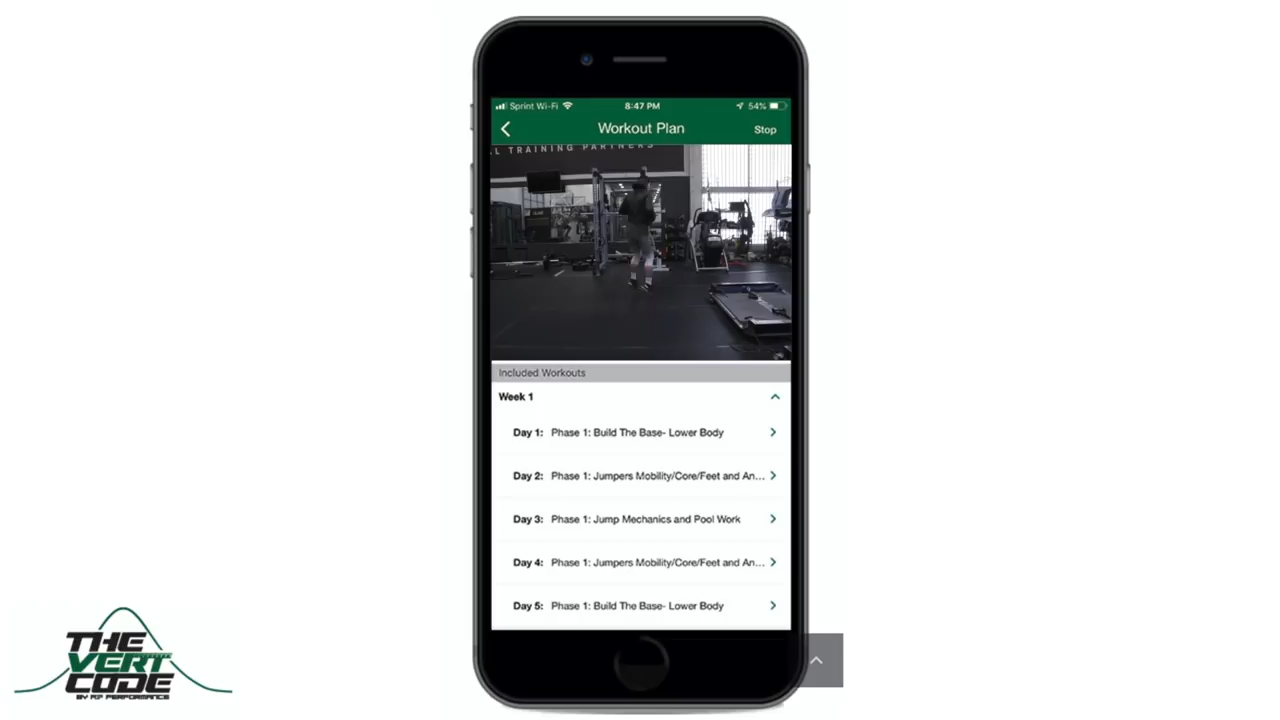 Sprint Wi-Fi 8:47 PM 54%
Workout Plan Stop
L TRAINING PARTNERS
Included Workouts
Week 1
Day 1: Phase 1: Build The Base- Lower Body
Day 2: Phase 1: Jumpers Mobility/Core/Feet and An...
Day 3: Phase 1: Jump Mechanics and Pool Work
Day 4: Phase 1: Jumpers Mobility/Core/Feet and An...
Day 5: Phase 1: Build The Base- Lower Body
THE
VERT
CODE